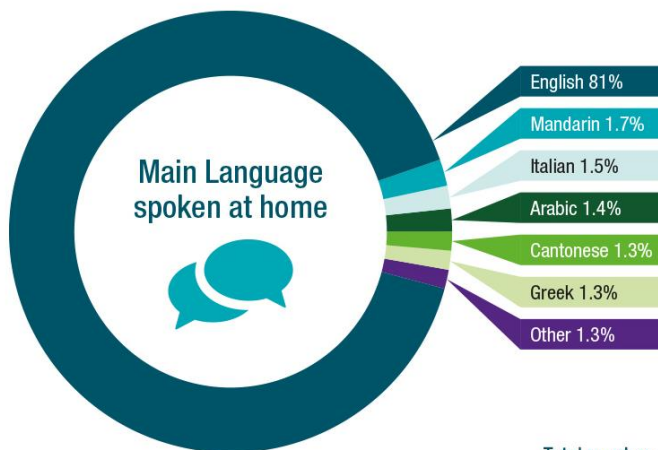 Main Language
spoken at home
English 81%
Mandarin 1.7%
Italian 1.5%
Arabic 1.4%
Cantonese 1.3%
Greek 1.3%
Other 1.3%